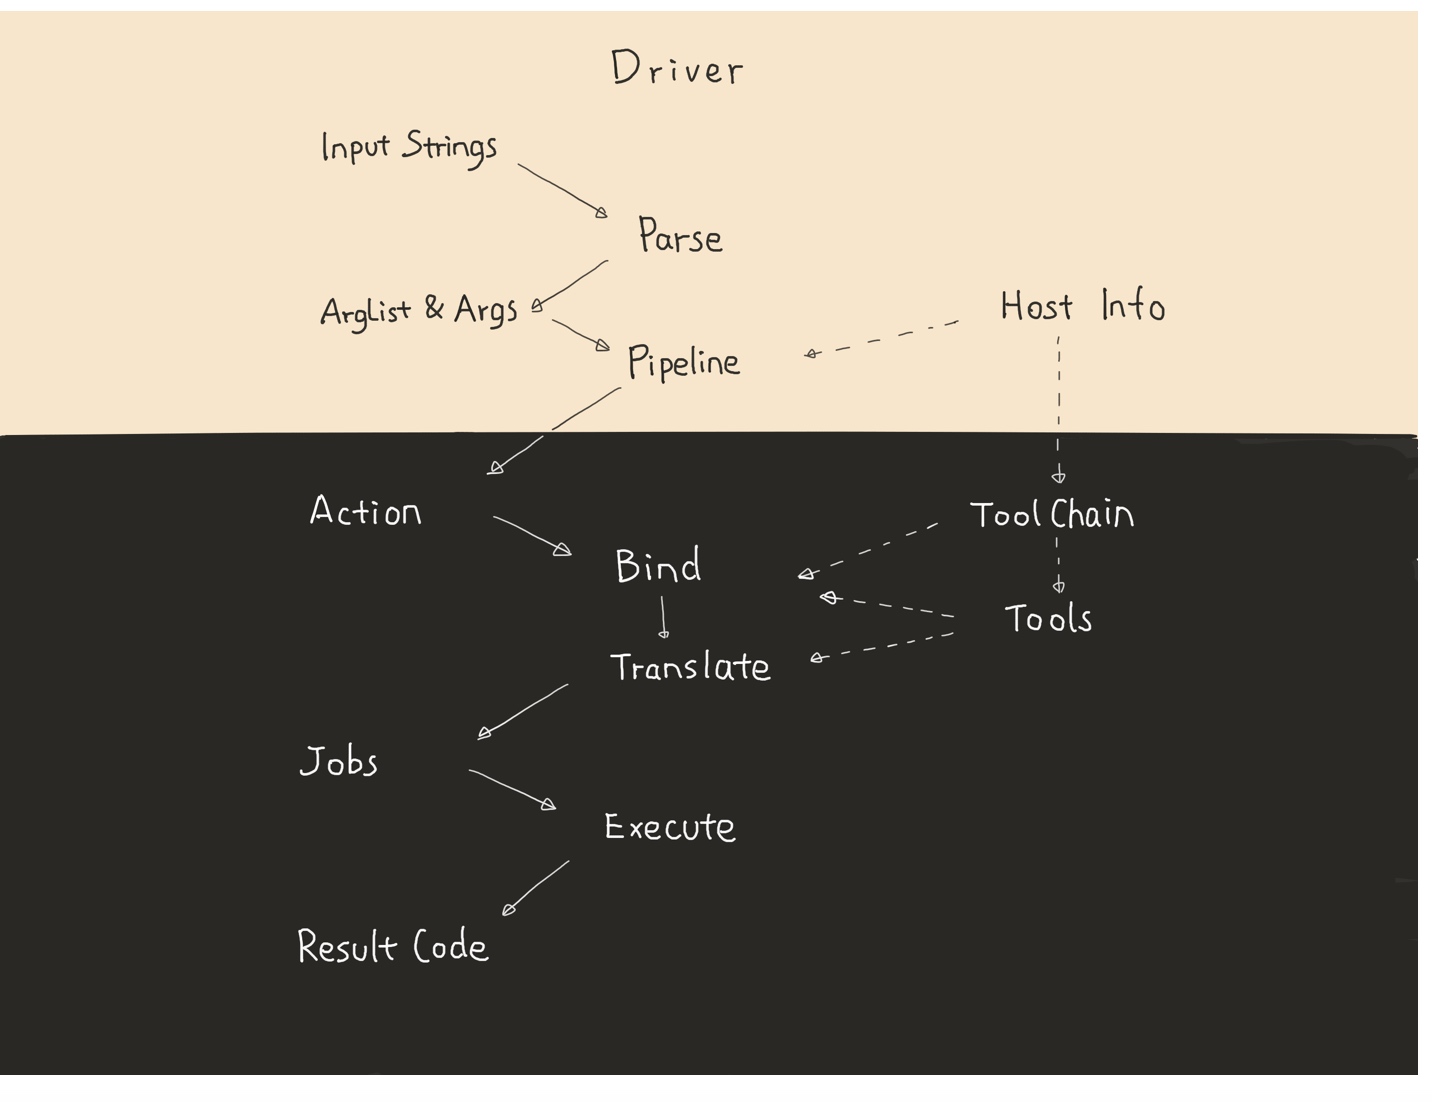 Driver
Input Strings
Parse
ArgList & Args
Host Info
Pipeline
Action
Tool Chain
Bind
Tools
Translate
Jobs
Execute
Result Code